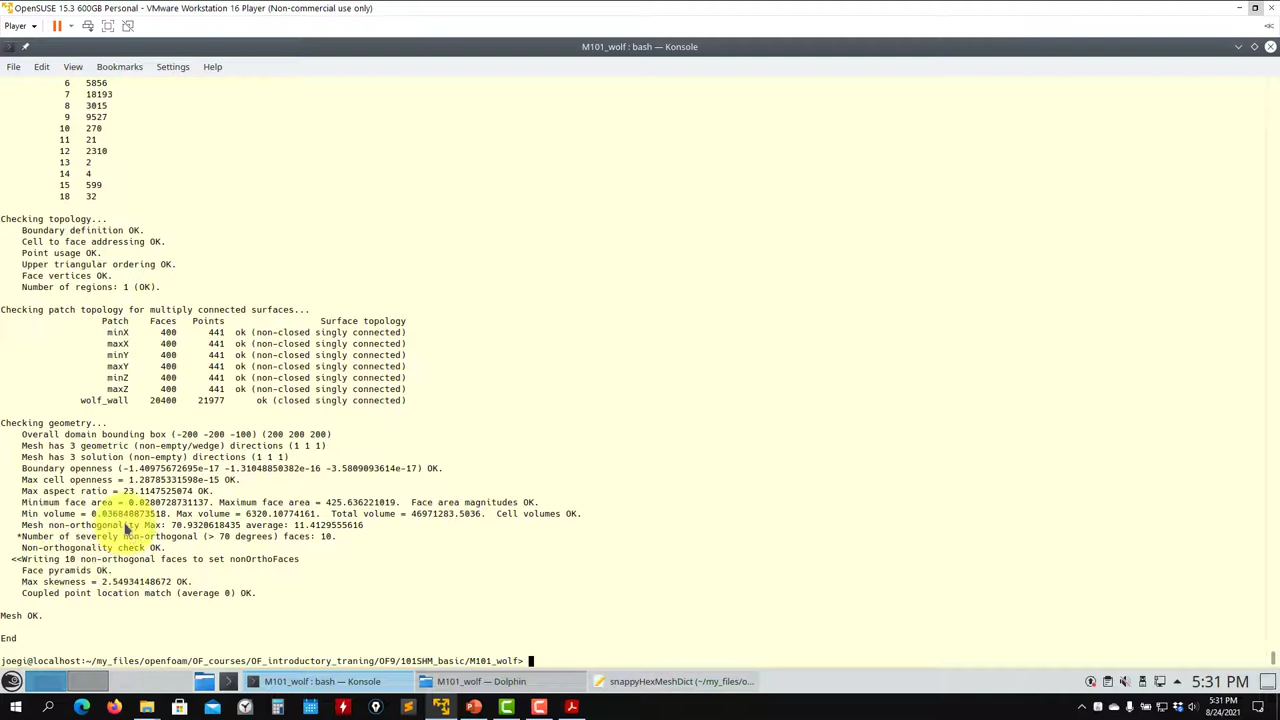 OpenSUSE 15.3 600GB Personal - VMware Workstation 16 Player (Non-commercial use only)
Player
M101_wolf : bash — Konsole
File Edit View Bookmarks Settings Help
6 5856
7 18193
8 3015
9 9527
10 270
11 21
12 2310
13 2
14 4
15 599
18 32
Checking topology...
Boundary definition OK.
Cell to face addressing OK.
Point usage OK.
Upper triangular ordering OK.
Face vertices OK.
Number of regions: 1 (OK).
Checking patch topology for multiply connected surfaces...
Patch Faces Points Surface topology
minX 400 441 ok (non-closed singly connected)
maxX 400 441 ok (non-closed singly connected)
minY 400 441 ok (non-closed singly connected)
maxY 400 441 ok (non-closed singly connected)
minZ 400 441 ok (non-closed singly connected)
maxZ 400 441 ok (non-closed singly connected)
wolf_wall 20400 21977 ok (closed singly connected)
Checking geometry...
Overall domain bounding box (-200 -200 -100) (200 200 200)
Mesh has 3 geometric (non-empty/wedge) directions (1 1 1)
Mesh has 3 solution (non-empty) directions (1 1 1)
Boundary openness (-1.40975672695e-17 -1.31048850382e-16 -3.5809093614e-17) OK.
Max cell openness = 1.28785331598e-15 OK.
Max aspect ratio = 23.1147525074 OK.
Minimum face area = 0.0280728731137. Maximum face area = 425.636221019. Face area magnitudes OK.
Min volume = 0.036848873518. Max volume = 6320.10774161. Total volume = 46971283.5036. Cell volumes OK.
Mesh non-orthogonality Max: 70.9320618435 average: 11.4129555616
*Number of severely non-orthogonal (> 70 degrees) faces: 10.
Non-orthogonality check OK.
<<Writing 10 non-orthogonal faces to set nonOrthoFaces
Face pyramids OK.
Max skewness = 2.54934148672 OK.
Coupled point location match (average 0) OK.
Mesh OK.
End
joegi@localhost:~/my_files/openfoam/OF_courses/OF_introductory_traning/OF9/101SHM_basic/M101_wolf>
M101_wolf : bash — Konsole
M101_wolf — Dolphin
snappyHexMeshDict (~/my_files/o...
5:31 PM
5:31 PM
8/24/2021